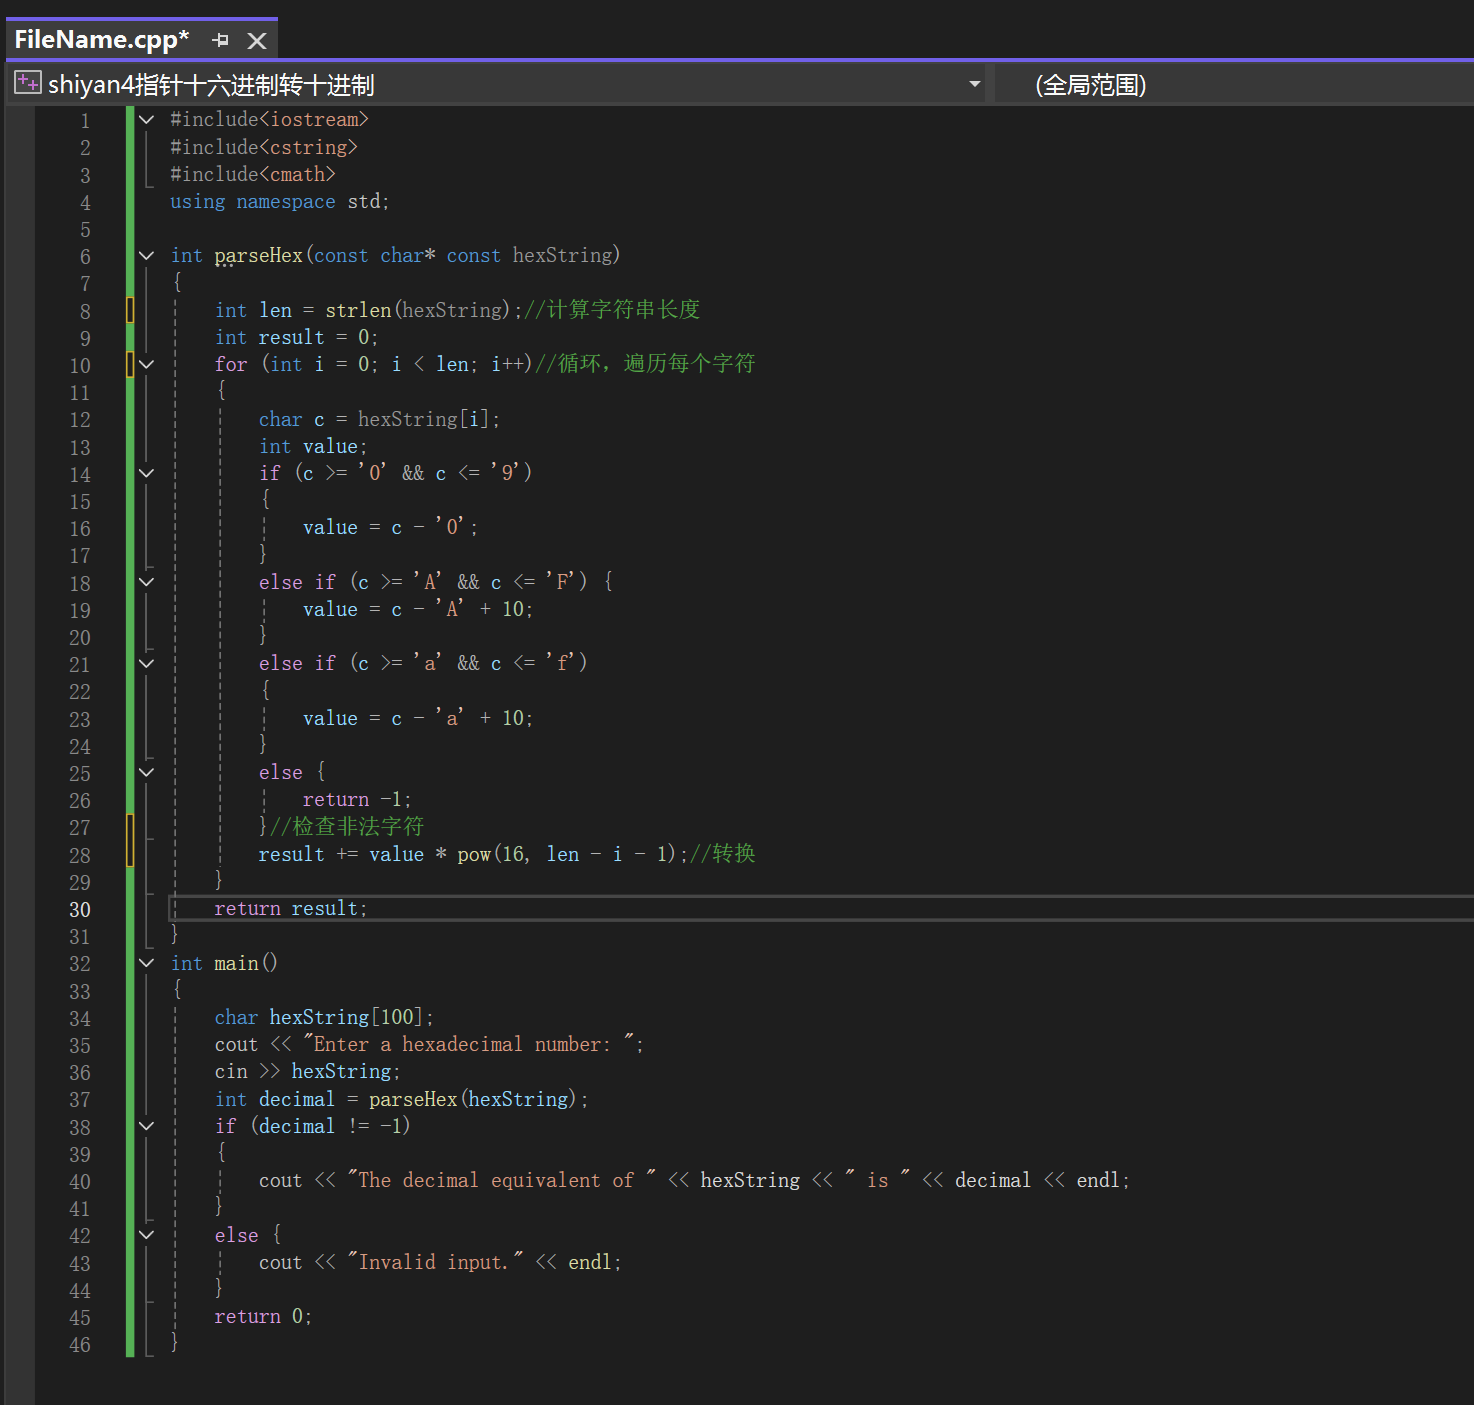 FileName.cpp*
shiyan4指针十六进制转十进制 (全局范围)
1 #include<iostream>
2 #include<cstring>
3 #include<cmath>
4 using namespace std;
5
6 int parseHex(const char* const hexString)
7 {
8 int len = strlen(hexString);//计算字符串长度
9 int result = 0;
10 for (int i = 0; i < len; i++)//循环，遍历每个字符
11 {
12 char c = hexString[i];
13 int value;
14 if (c >= '0' && c <= '9')
15 {
16 value = c - '0';
17 }
18 else if (c >= 'A' && c <= 'F') {
19 value = c - 'A' + 10;
20 }
21 else if (c >= 'a' && c <= 'f')
22 {
23 value = c - 'a' + 10;
24 }
25 else {
26 return -1;
27 }//检查非法字符
28 result += value * pow(16, len - i - 1);//转换
29 }
30 return result;
31 }
32 int main()
33 {
34 char hexString[100];
35 cout << "Enter a hexadecimal number: ";
36 cin >> hexString;
37 int decimal = parseHex(hexString);
38 if (decimal != -1)
39 {
40 cout << "The decimal equivalent of " << hexString << " is " << decimal << endl;
41 }
42 else {
43 cout << "Invalid input." << endl;
44 }
45 return 0;
46 }